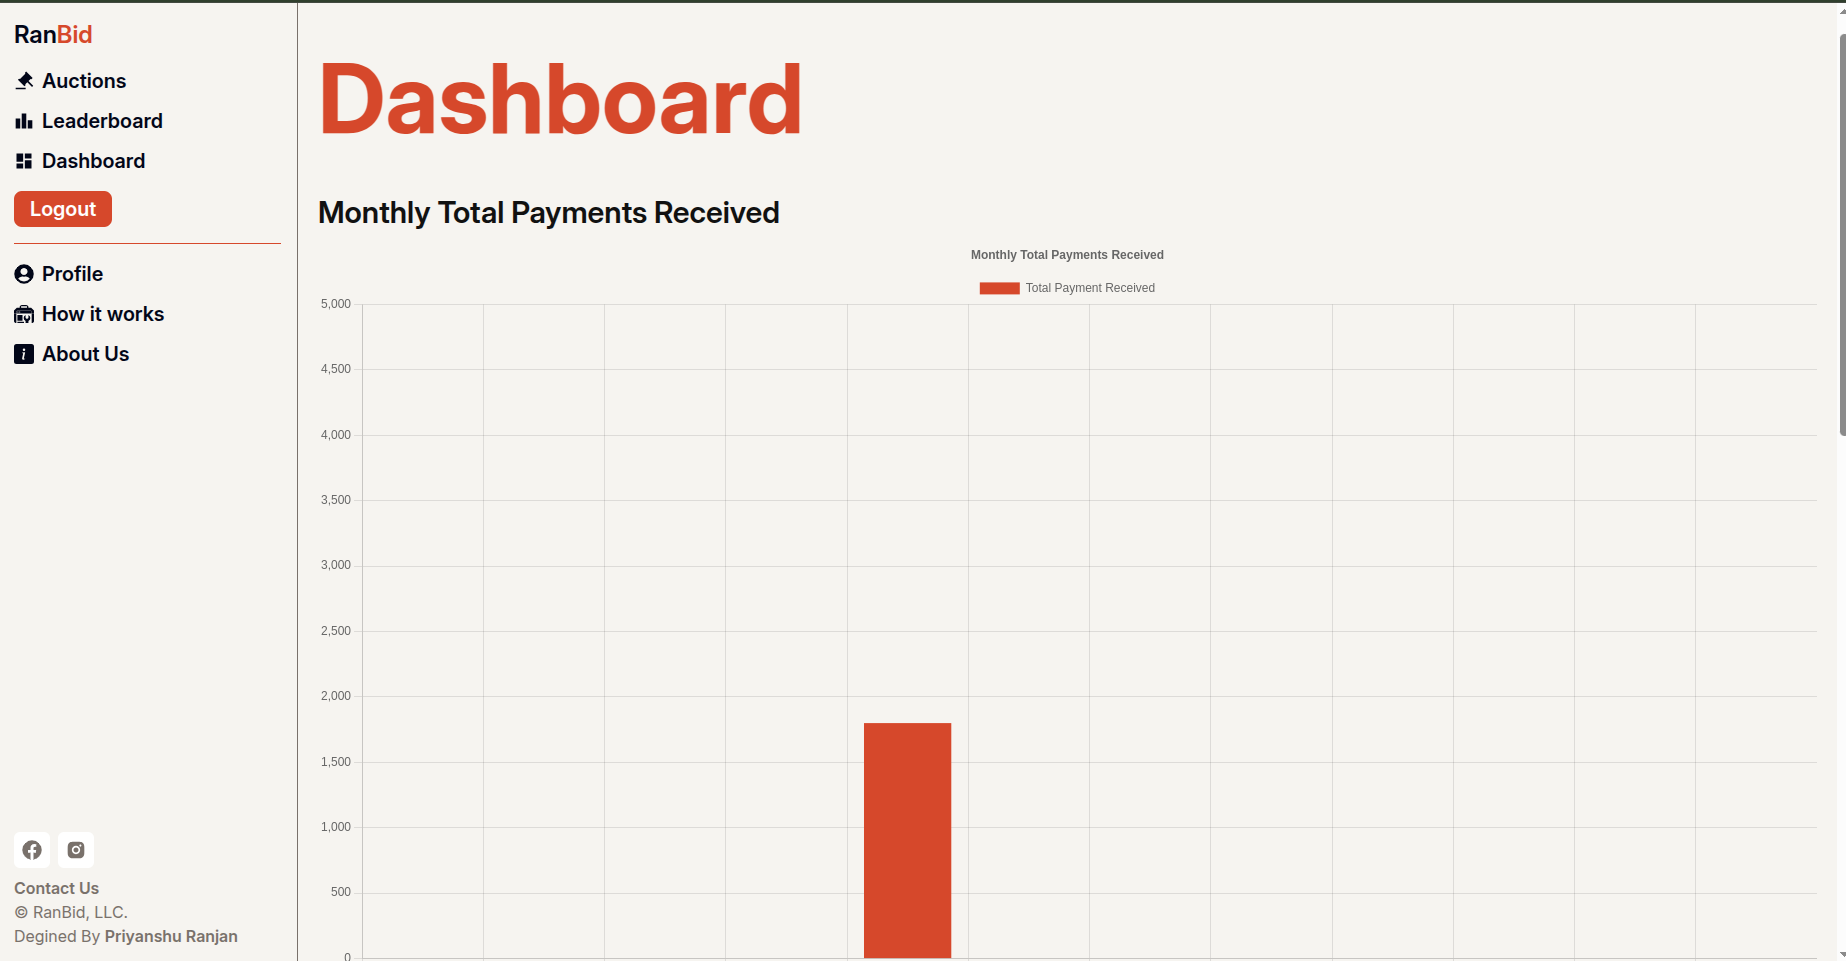 RanBid
Auctions
Leaderboard
Dashboard
Logout
Profile
How it works
About Us
Contact Us
© RanBid, LLC.
Degined By Priyanshu Ranjan
Dashboard
Monthly Total Payments Received
Monthly Total Payments Received
Total Payment Received
5,000
4,500
4,000
3,500
3,000
2,500
2,000
1,500
1,000
500
0